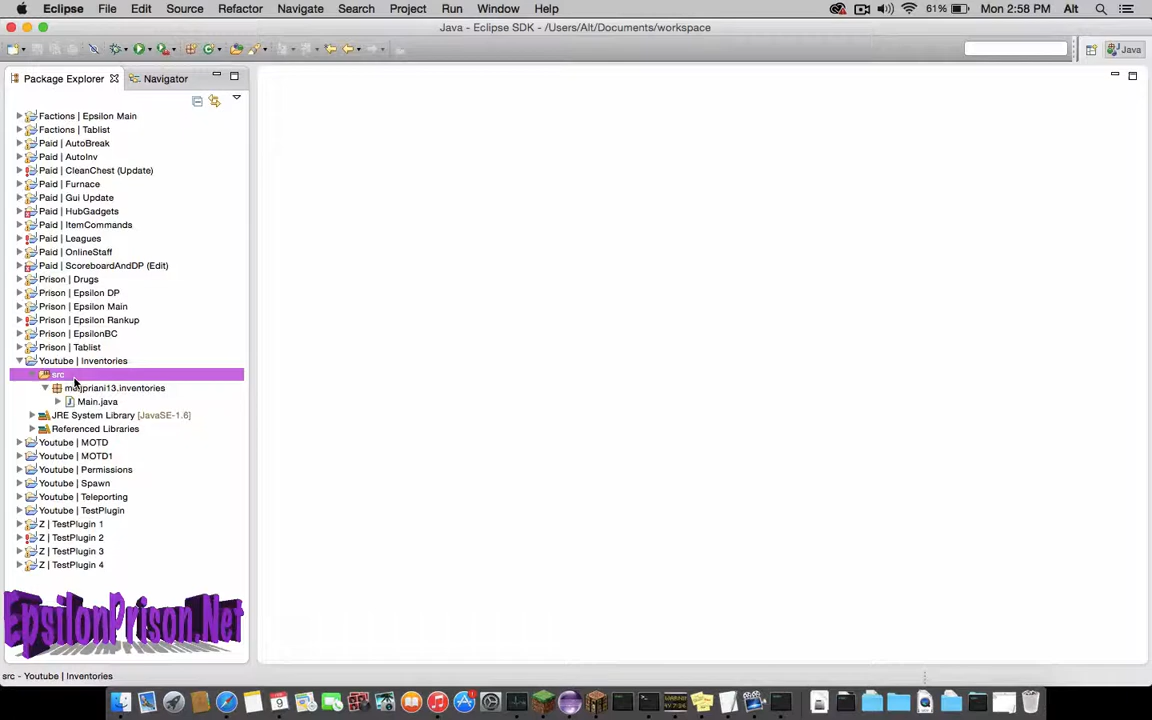 Eclipse File Edit Source Refactor Navigate Search Project Run Window Help 61% Mon 2:58 PM Alt
Java - Eclipse SDK - /Users/Alt/Documents/workspace
Java
Package Explorer Navigator
Factions | Epsilon Main
Factions | Tablist
Paid | AutoBreak
Paid | AutoInv
Paid | CleanChest (Update)
Paid | Furnace
Paid | Gui Update
Paid | HubGadgets
Paid | ItemCommands
Paid | Leagues
Paid | OnlineStaff
Paid | ScoreboardAndDP (Edit)
Prison | Drugs
Prison | Epsilon DP
Prison | Epsilon Main
Prison | Epsilon Rankup
Prison | EpsilonBC
Prison | Tablist
Youtube | Inventories
src
Main.java
JRE System Library [JavaSE-1.6]
Referenced Libraries
Youtube | MOTD
Youtube | MOTD1
Youtube | Permissions
Youtube | Spawn
Youtube | Teleporting
Youtube | TestPlugin
Z | TestPlugin 1
Z | TestPlugin 2
Z | TestPlugin 3
Z | TestPlugin 4
EpsilonPrison.Net
src - Youtube | Inventories